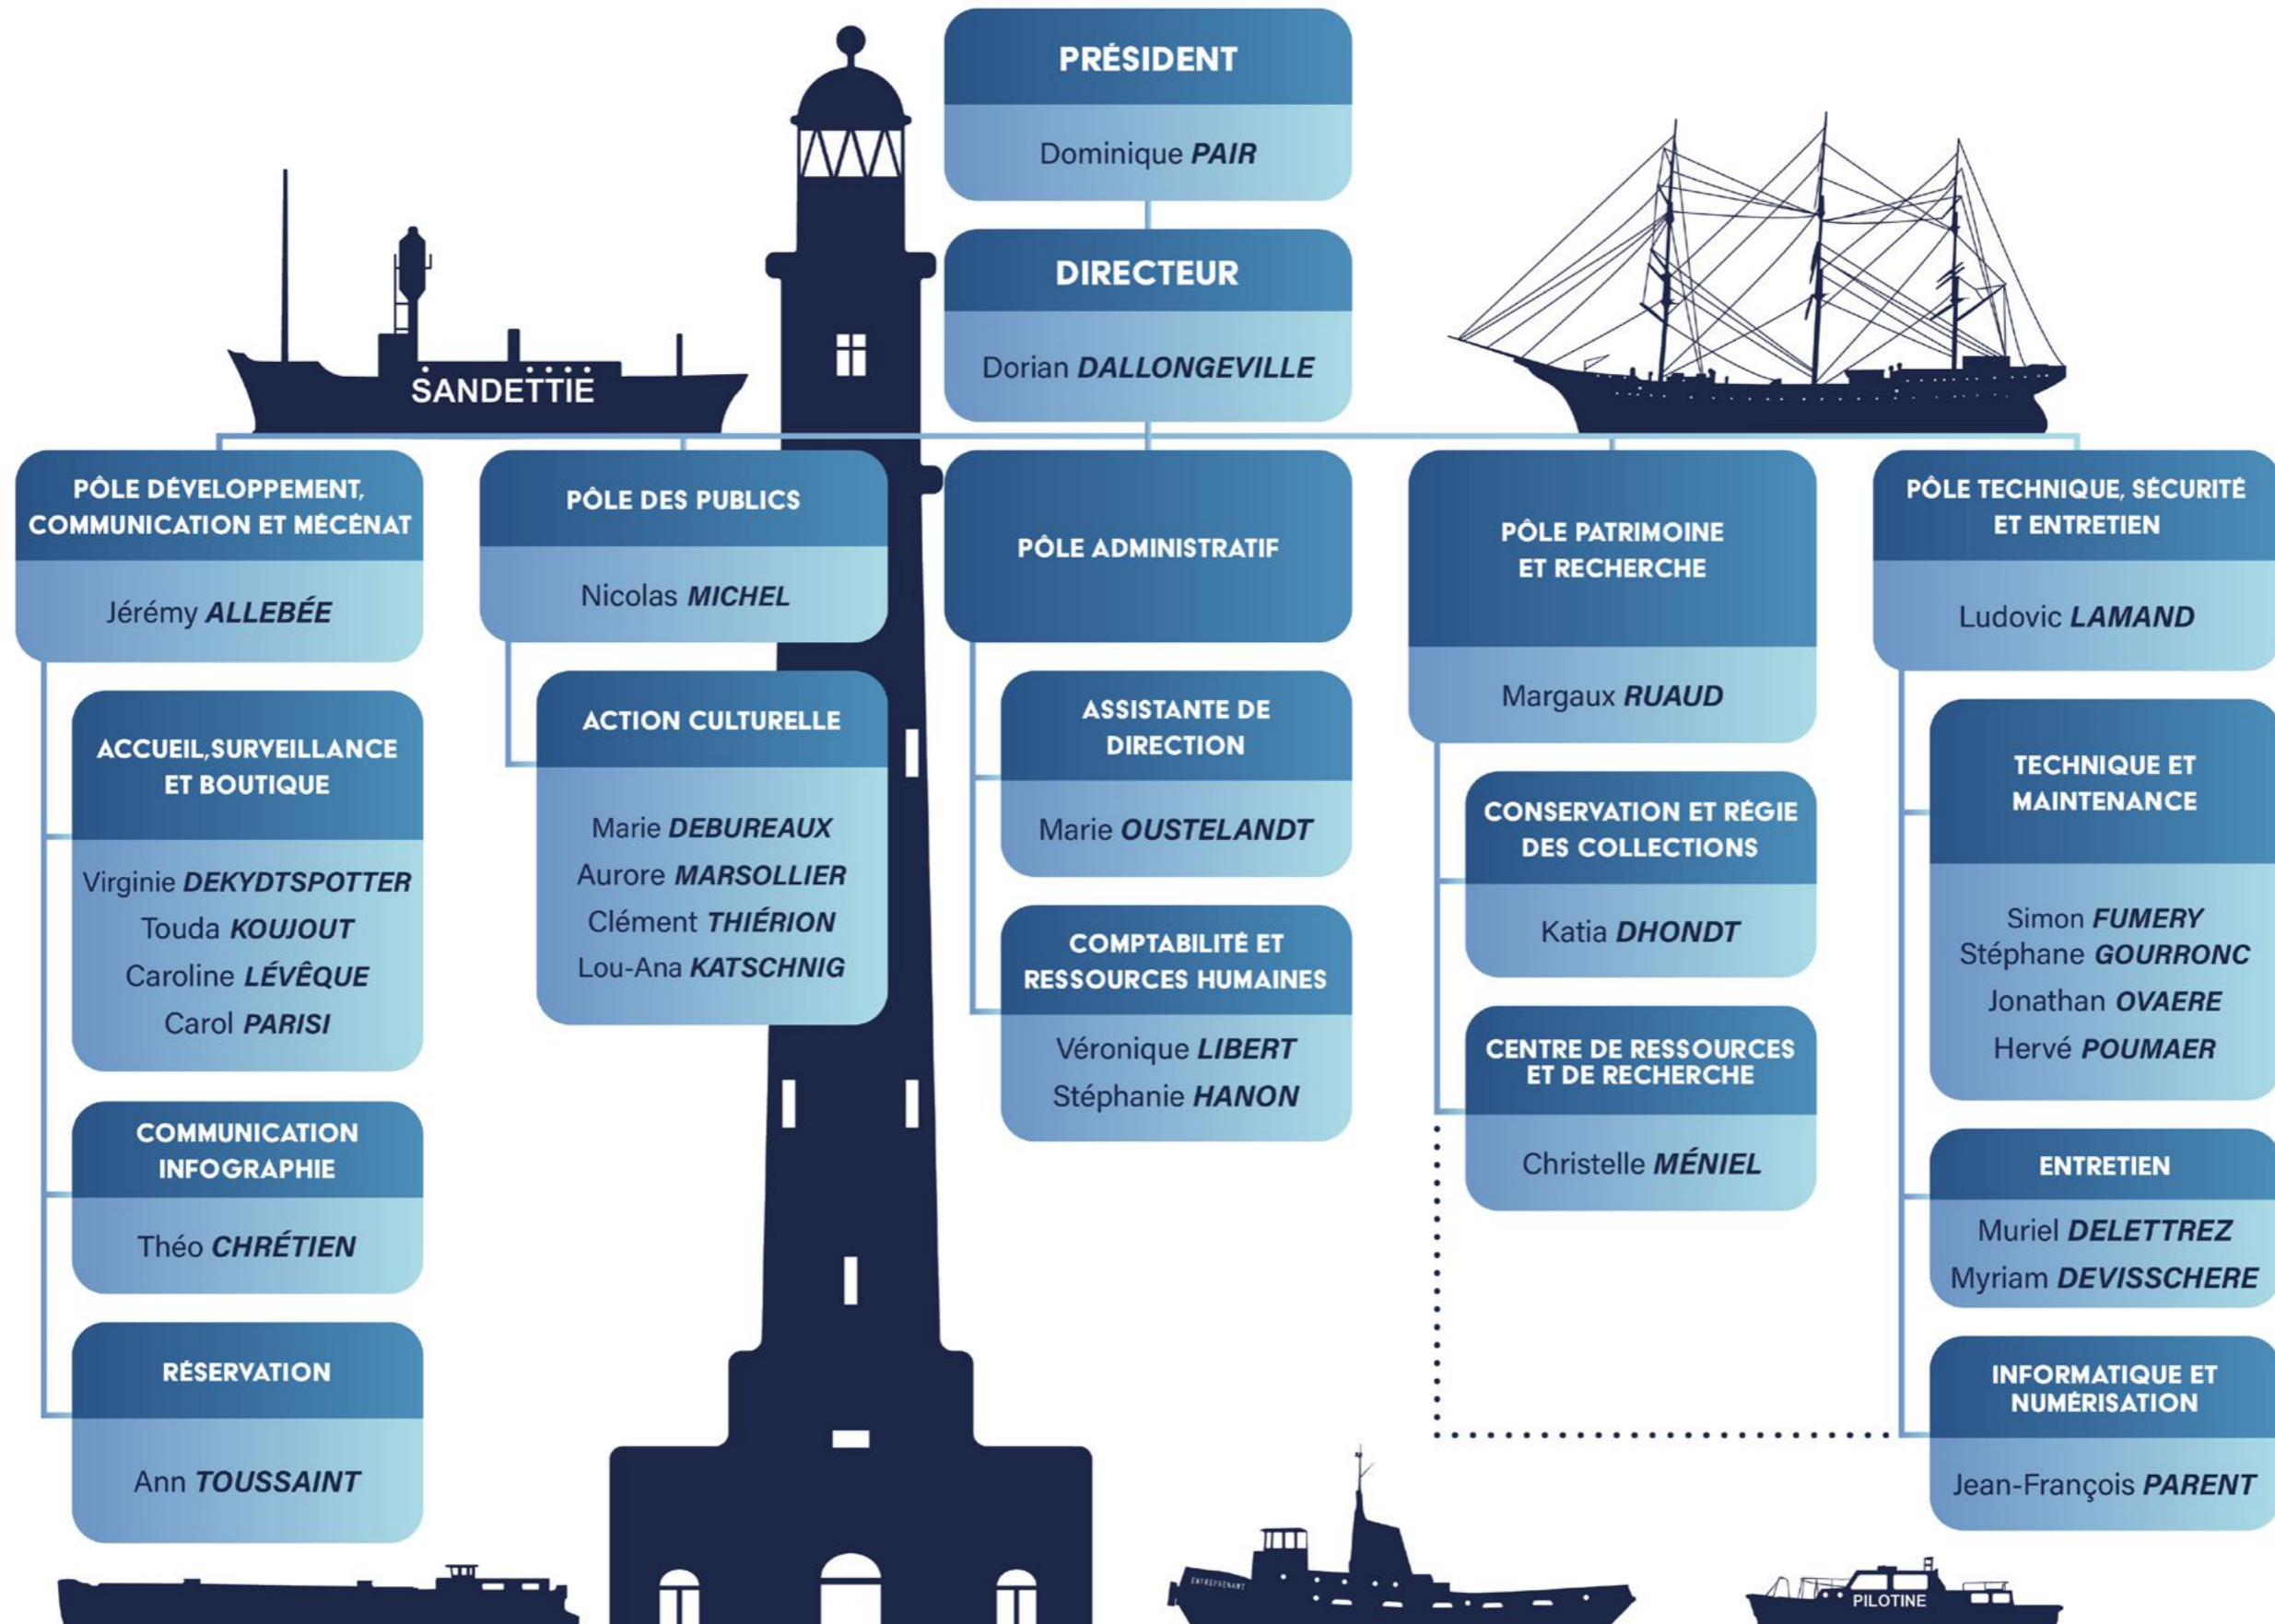 PRÉSIDENT
Dominique PAIR
DIRECTEUR
Dorian DALLONGEVILLE
SANDETTIE
PÔLE DÉVELOPPEMENT,
COMMUNICATION ET MÉCÉNAT
Jérémy ALLEBÉE
ACCUEIL,SURVEILLANCE
ET BOUTIQUE
Virginie DEKYDTSPOTTER
Touda KOUJOUT
Caroline LÉVÊQUE
Carol PARISI
COMMUNICATION
INFOGRAPHIE
Théo CHRÉTIEN
RÉSERVATION
Ann TOUSSAINT
PÔLE DES PUBLICS
Nicolas MICHEL
ACTION CULTURELLE
Marie DEBUREAUX
Aurore MARSOLLIER
Clément THIÉRION
Lou-Ana KATSCHNIG
PÔLE ADMINISTRATIF
ASSISTANTE DE
DIRECTION
Marie OUSTELANDT
COMPTABILITÉ ET
RESSOURCES HUMAINES
Véronique LIBERT
Stéphanie HANON
PÔLE PATRIMOINE
ET RECHERCHE
Margaux RUAUD
CONSERVATION ET RÉGIE
DES COLLECTIONS
Katia DHONDT
CENTRE DE RESSOURCES
ET DE RECHERCHE
Christelle MÉNIEL
PÔLE TECHNIQUE, SÉCURITÉ
ET ENTRETIEN
Ludovic LAMAND
TECHNIQUE ET
MAINTENANCE
Simon FUMERY
Stéphane GOURRONC
Jonathan OVAERE
Hervé POUMAER
ENTRETIEN
Muriel DELETTREZ
Myriam DEVISSCHERE
INFORMATIQUE ET
NUMÉRISATION
Jean-François PARENT
ENTREPRENANT
PILOTINE